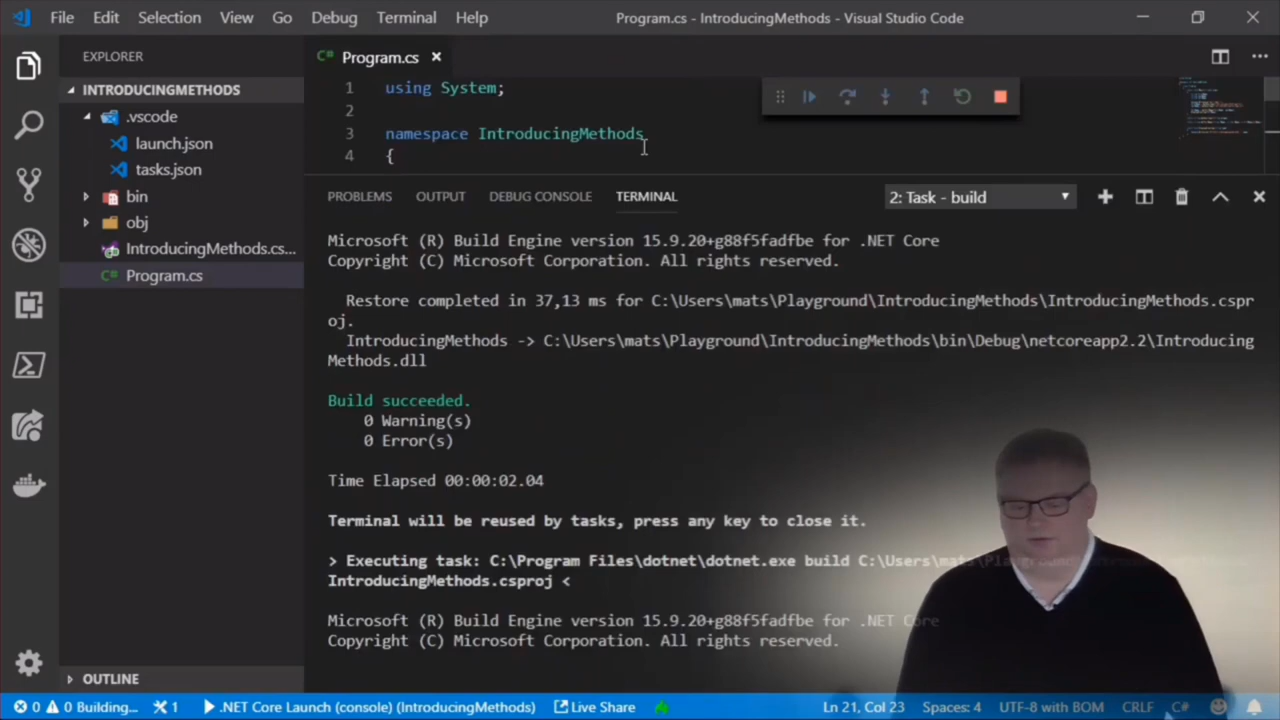 File Edit Selection View Go Debug Terminal Help
Program.cs - IntroducingMethods - Visual Studio Code
EXPLORER
INTRODUCINGMETHODS
.vscode
launch.json
tasks.json
bin
obj
IntroducingMethods.cs...
C# Program.cs
OUTLINE
C# Program.cs
1 using System;
2
3 namespace IntroducingMethods
4 {
PROBLEMS OUTPUT DEBUG CONSOLE TERMINAL
2: Task - build
Microsoft (R) Build Engine version 15.9.20+g88f5fadfbe for .NET Core
Copyright (C) Microsoft Corporation. All rights reserved.
Restore completed in 37,13 ms for C:\Users\mats\Playground\IntroducingMethods\IntroducingMethods.cspr
oj.
IntroducingMethods -> C:\Users\mats\Playground\IntroducingMethods\bin\Debug\netcoreapp2.2\Introducing
Methods.dll
Build succeeded.
0 Warning(s)
0 Error(s)
Time Elapsed 00:00:02.04
Terminal will be reused by tasks, press any key to close it.
> Executing task: C:\Program Files\dotnet\dotnet.exe build C:\Users\mats\Playground
IntroducingMethods.csproj <
Microsoft (R) Build Engine version 15.9.20+g88f5fadfbe for .NET Core
Copyright (C) Microsoft Corporation. All rights reserved.
0 0 Building... 1 .NET Core Launch (console) (IntroducingMethods) Live Share Ln 21, Col 23 Spaces: 4 UTF-8 with BOM CRLF C#